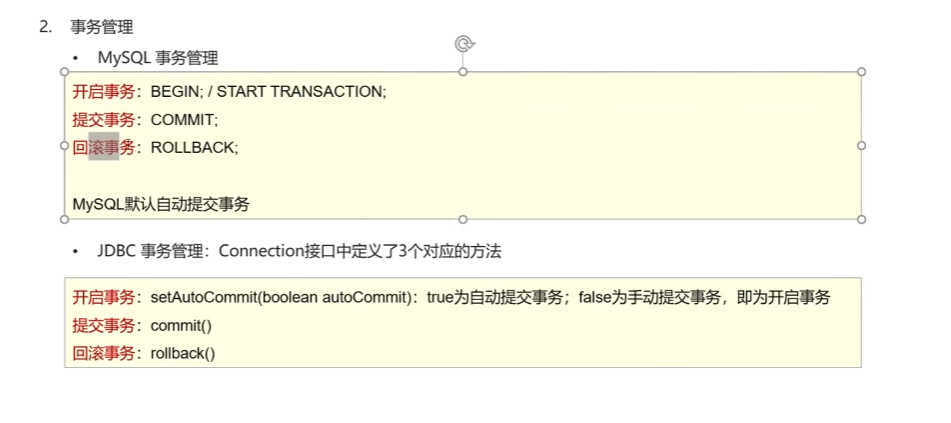 2. 事务管理
• MySQL 事务管理
开启事务：BEGIN; / START TRANSACTION;
提交事务：COMMIT;
回滚事务：ROLLBACK;
MySQL默认自动提交事务
• JDBC 事务管理：Connection接口中定义了3个对应的方法
开启事务：setAutoCommit(boolean autoCommit)：true为自动提交事务；false为手动提交事务，即为开启事务
提交事务：commit()
回滚事务：rollback()